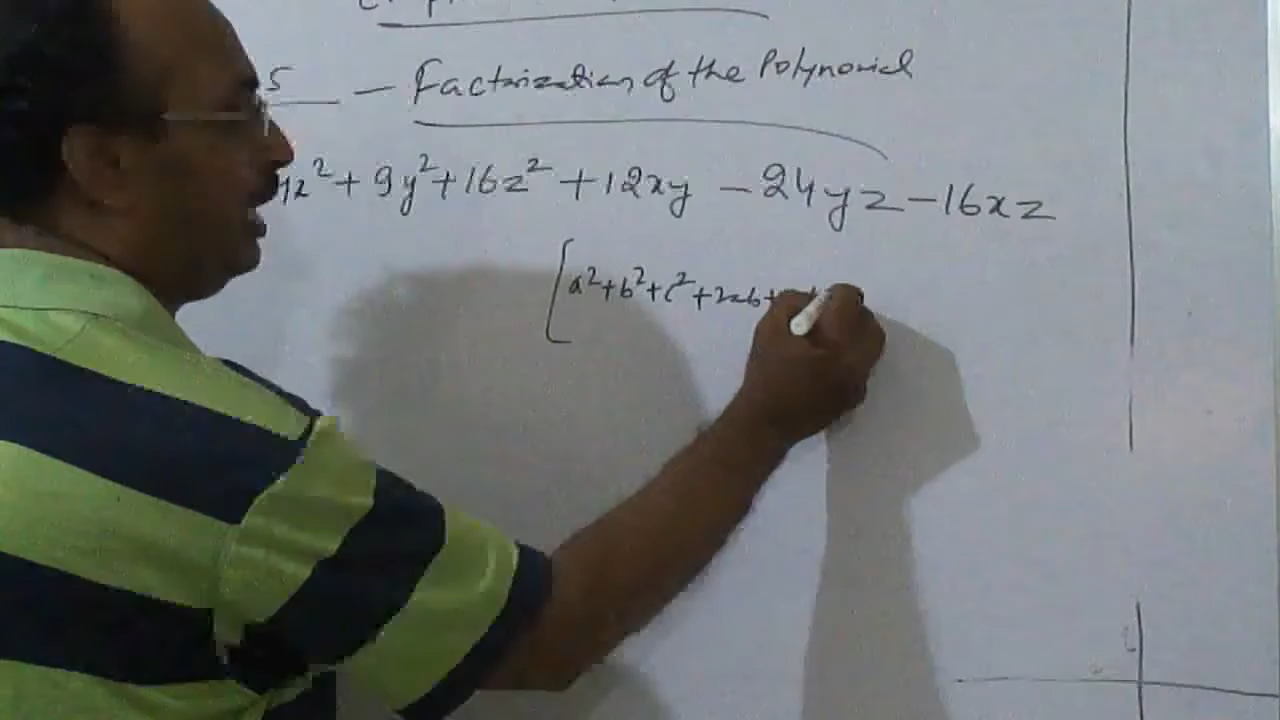 5 — Factorization of the Polynomial
4x² + 9y² + 16z² + 12xy - 24yz - 16xz
[a² + b² + c² + 2ab +